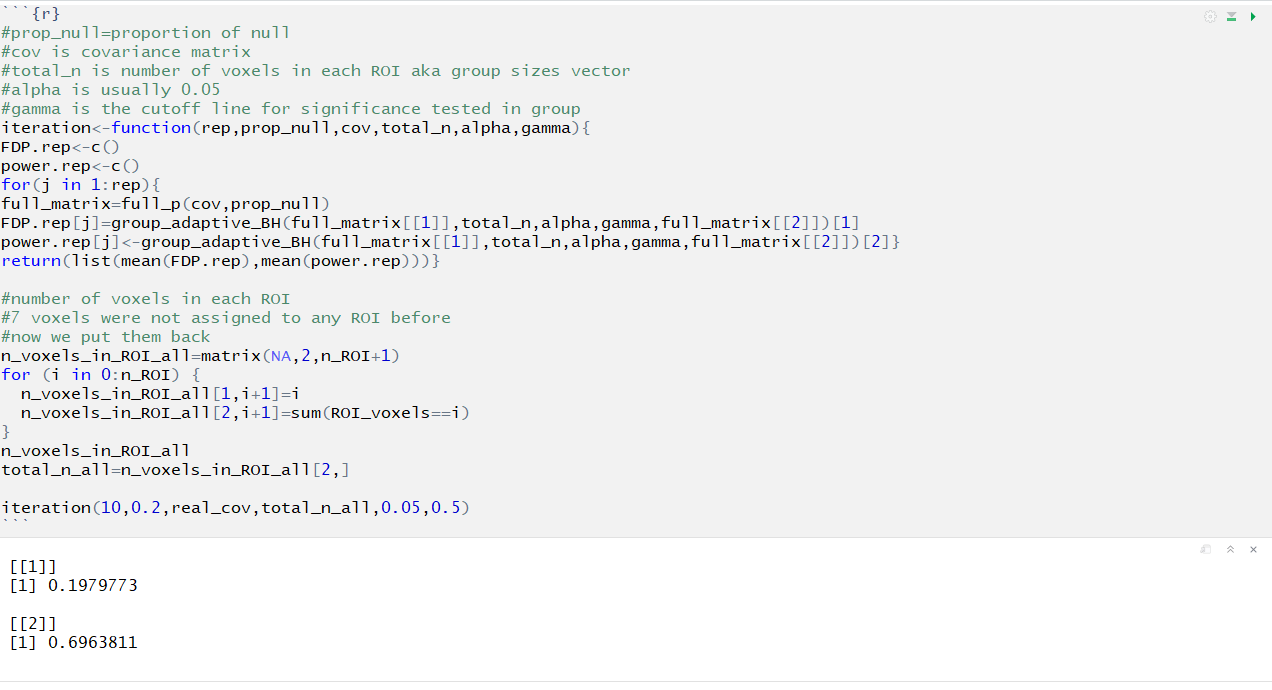 ```{r}
#prop_null=proportion of null
#cov is covariance matrix
#total_n is number of voxels in each ROI aka group sizes vector
#alpha is usually 0.05
#gamma is the cutoff line for significance tested in group
iteration<-function(rep,prop_null,cov,total_n,alpha,gamma){
FDP.rep<-c()
power.rep<-c()
for(j in 1:rep){
full_matrix=full_p(cov,prop_null)
FDP.rep[j]=group_adaptive_BH(full_matrix[[1]],total_n,alpha,gamma,full_matrix[[2]])[1]
power.rep[j]<-group_adaptive_BH(full_matrix[[1]],total_n,alpha,gamma,full_matrix[[2]])[2]}
return(list(mean(FDP.rep),mean(power.rep)))}

#number of voxels in each ROI
#7 voxels were not assigned to any ROI before
#now we put them back
n_voxels_in_ROI_all=matrix(NA,2,n_ROI+1)
for (i in 0:n_ROI) {
  n_voxels_in_ROI_all[1,i+1]=i
  n_voxels_in_ROI_all[2,i+1]=sum(ROI_voxels==i)
}
n_voxels_in_ROI_all
total_n_all=n_voxels_in_ROI_all[2,]

iteration(10,0.2,real_cov,total_n_all,0.05,0.5)
```
[[1]]
[1] 0.1979773

[[2]]
[1] 0.6963811